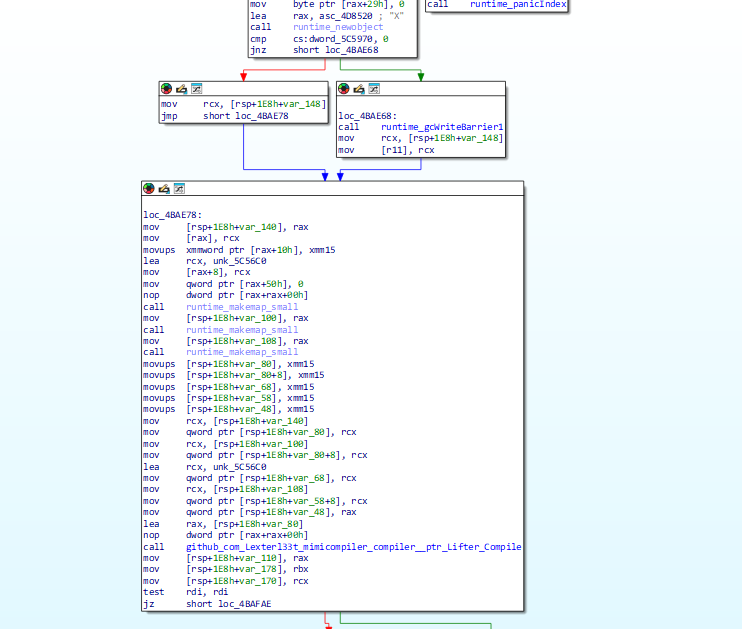 mov     byte ptr [rax+29h], 0
lea     rax, asc_4D8520 ; "X"
call    runtime_newobject
cmp     cs:dword_5C5970, 0
jnz     short loc_4BAE68
call    runtime_panicIndex
mov     rcx, [rsp+1E8h+var_148]
jmp     short loc_4BAE78
loc_4BAE68:
call    runtime_gcWriteBarrier1
mov     rcx, [rsp+1E8h+var_148]
mov     [r11], rcx
loc_4BAE78:
mov     [rsp+1E8h+var_140], rax
mov     [rax], rcx
movups  xmmword ptr [rax+10h], xmm15
lea     rcx, unk_5C56C0
mov     [rax+8], rcx
mov     qword ptr [rax+50h], 0
nop     dword ptr [rax+rax+00h]
call    runtime_makemap_small
mov     [rsp+1E8h+var_100], rax
call    runtime_makemap_small
mov     [rsp+1E8h+var_108], rax
call    runtime_makemap_small
movups  [rsp+1E8h+var_80], xmm15
movups  [rsp+1E8h+var_80+8], xmm15
movups  [rsp+1E8h+var_68], xmm15
movups  [rsp+1E8h+var_58], xmm15
movups  [rsp+1E8h+var_48], xmm15
mov     rcx, [rsp+1E8h+var_140]
mov     qword ptr [rsp+1E8h+var_80], rcx
mov     rcx, [rsp+1E8h+var_100]
mov     qword ptr [rsp+1E8h+var_80+8], rcx
lea     rcx, unk_5C56C0
mov     qword ptr [rsp+1E8h+var_68], rcx
mov     rcx, [rsp+1E8h+var_108]
mov     qword ptr [rsp+1E8h+var_58+8], rcx
mov     qword ptr [rsp+1E8h+var_48], rax
lea     rax, [rsp+1E8h+var_80]
nop     dword ptr [rax+rax+00h]
call    github_com_Lexterl33t_mimicompiler_compiler__ptr_Lifter_Compile
mov     [rsp+1E8h+var_110], rax
mov     [rsp+1E8h+var_178], rbx
mov     [rsp+1E8h+var_170], rcx
test    rdi, rdi
jz      short loc_4BAFAE